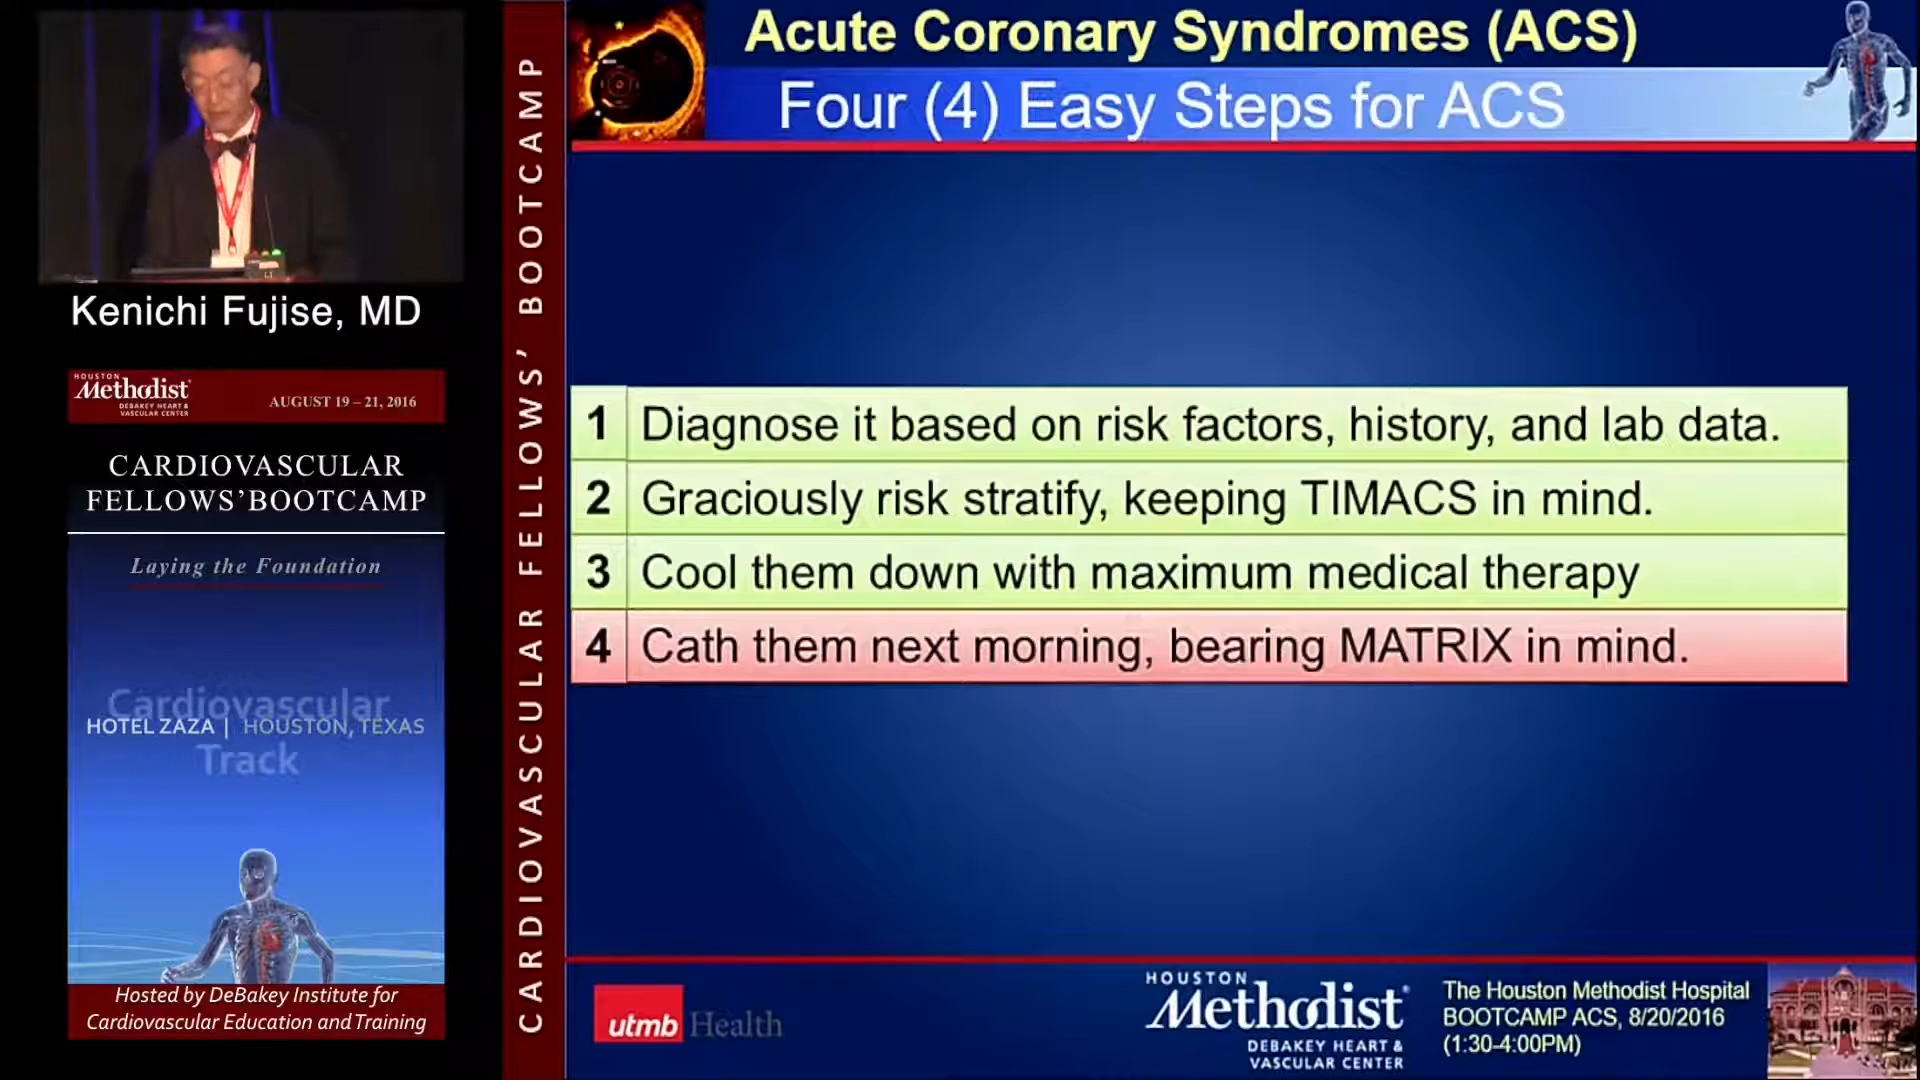 Kenichi Fujise, MD
HOUSTON
Methodist
DEBAKEY HEART &
VASCULAR CENTER
AUGUST 19 – 21, 2016
CARDIOVASCULAR
FELLOWS’BOOTCAMP
Laying the Foundation
Cardiovascular
HOTEL ZAZA | HOUSTON, TEXAS
Track
Hosted by DeBakey Institute for
Cardiovascular Education and Training
CARDIOVASCULAR FELLOWS’ BOOTCAMP
Acute Coronary Syndromes (ACS)
Four (4) Easy Steps for ACS
1 Diagnose it based on risk factors, history, and lab data.
2 Graciously risk stratify, keeping TIMACS in mind.
3 Cool them down with maximum medical therapy
4 Cath them next morning, bearing MATRIX in mind.
utmb Health
HOUSTON
Methodist
DEBAKEY HEART &
VASCULAR CENTER
The Houston Methodist Hospital
BOOTCAMP ACS, 8/20/2016
(1:30-4:00PM)